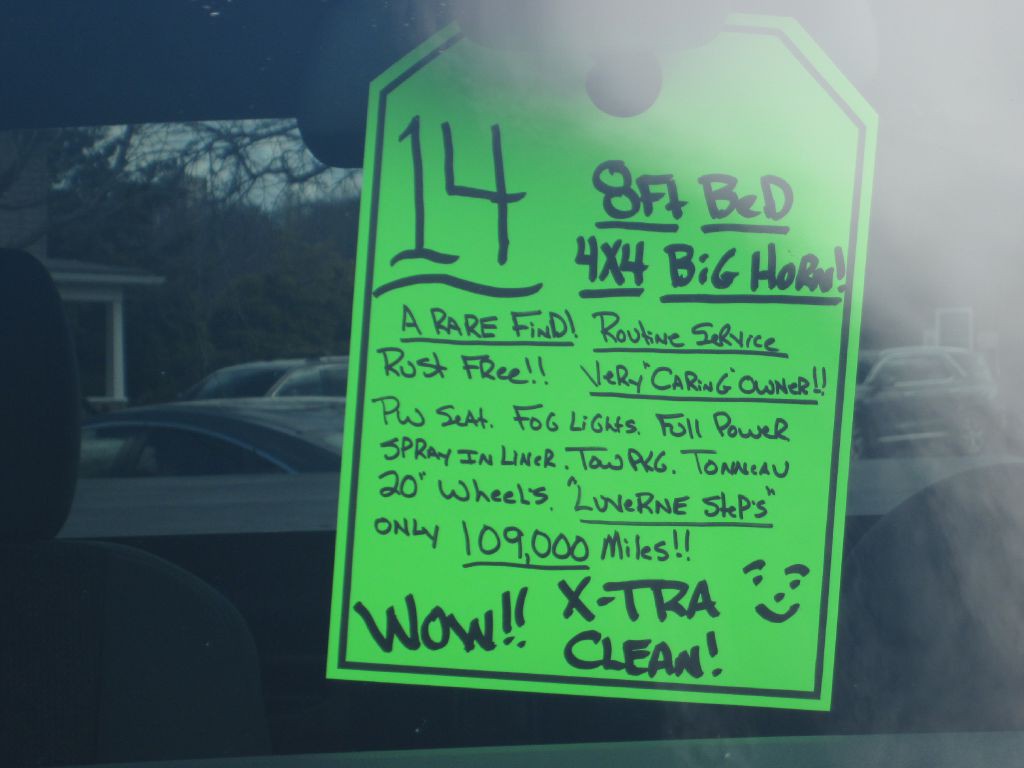 14
8Ft BeD
4X4 BiG HORN!
A RARE FiND! ROUtiNe SeRVice
RUSt FRee!! VeRy "CARiNG" OWNeR!!
PW SeAt. FOG LiGHtS. FUll POWeR
SPRAY IN LiNeR. TOW PKG. TONNeAU
20" WHeel'S. "LUVeRNE SteP'S"
ONLY 109,000 Miles!!
WOW!! X-TRA
CLEAN!